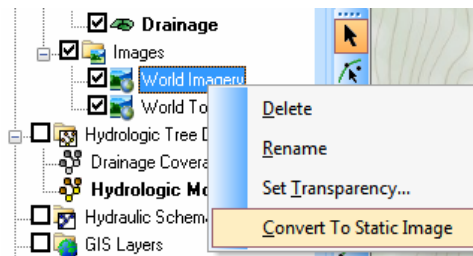 Drainage
Images
World Imagery
World To
Hydrologic Tree D
Drainage Covera
Hydrologic Mo
Hydraulic Schem
GIS Layers
Delete
Rename
Set Transparency...
Convert To Static Image